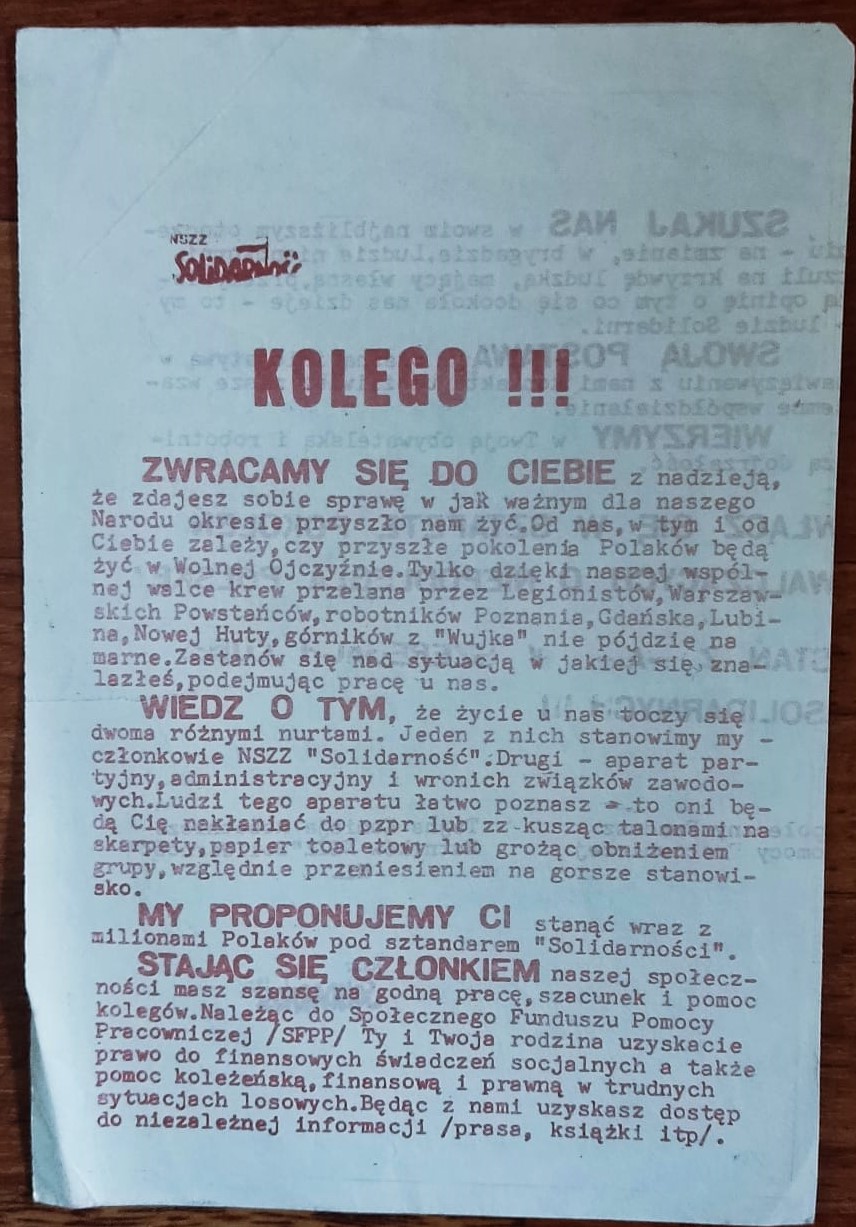 NSZZ
Solidarność
KOLEGO !!!
ZWRACAMY SIĘ DO CIEBIE z nadzieją,
że zdajesz sobie sprawę w jak ważnym dla naszego
Narodu okresie przyszło nam żyć.Od nas,w tym i od
Ciebie zależy,czy przyszłe pokolenia Polaków będą
żyć w Wolnej Ojczyźnie.Tylko dzięki naszej wspól-
nej walce krew przelana przez Legionistów,Warszaw-
skich Powstańców,robotników Poznania,Gdańska,Lubi-
na,Nowej Huty,górników z "Wujka" nie pójdzię na
marne.Zastanów się nad sytuacją w jakiej się zna-
lazłeś,podejmując pracę u nas.
WIEDZ O TYM, że życie u nas toczy się
dwoma różnymi nurtami. Jeden z nich stanowimy my -
członkowie NSZZ "Solidarność".Drugi - aparat par-
tyjny,administracyjny i wronich związków zawodo-
wych.Ludzi tego aparatu łatwo poznasz - to oni bę-
dą Cię nakłaniać do pzpr lub zz kusząc talonami na
skarpety,papier toaletowy lub grożąc obniżeniem
grupy,względnie przeniesieniem na gorsze stanowi-
sko.
MY PROPONUJEMY CI stanąć wraz z
milionami Polaków pod sztandarem "Solidarności".
STAJĄC SIĘ CZŁONKIEM naszej społecz-
ności masz szansę na godną pracę,szacunek i pomoc
kolegów.Należąc do Społecznego Funduszu Pomocy
Pracowniczej /SFPP/ Ty i Twoja rodzina uzyskacie
prawo do finansowych świadczeń socjalnych a także
pomoc koleżeńską,finansową i prawną w trudnych
sytuacjach losowych.Będąc z nami uzyskasz dostęp
do niezależnej informacji /prasa, książki itp/.